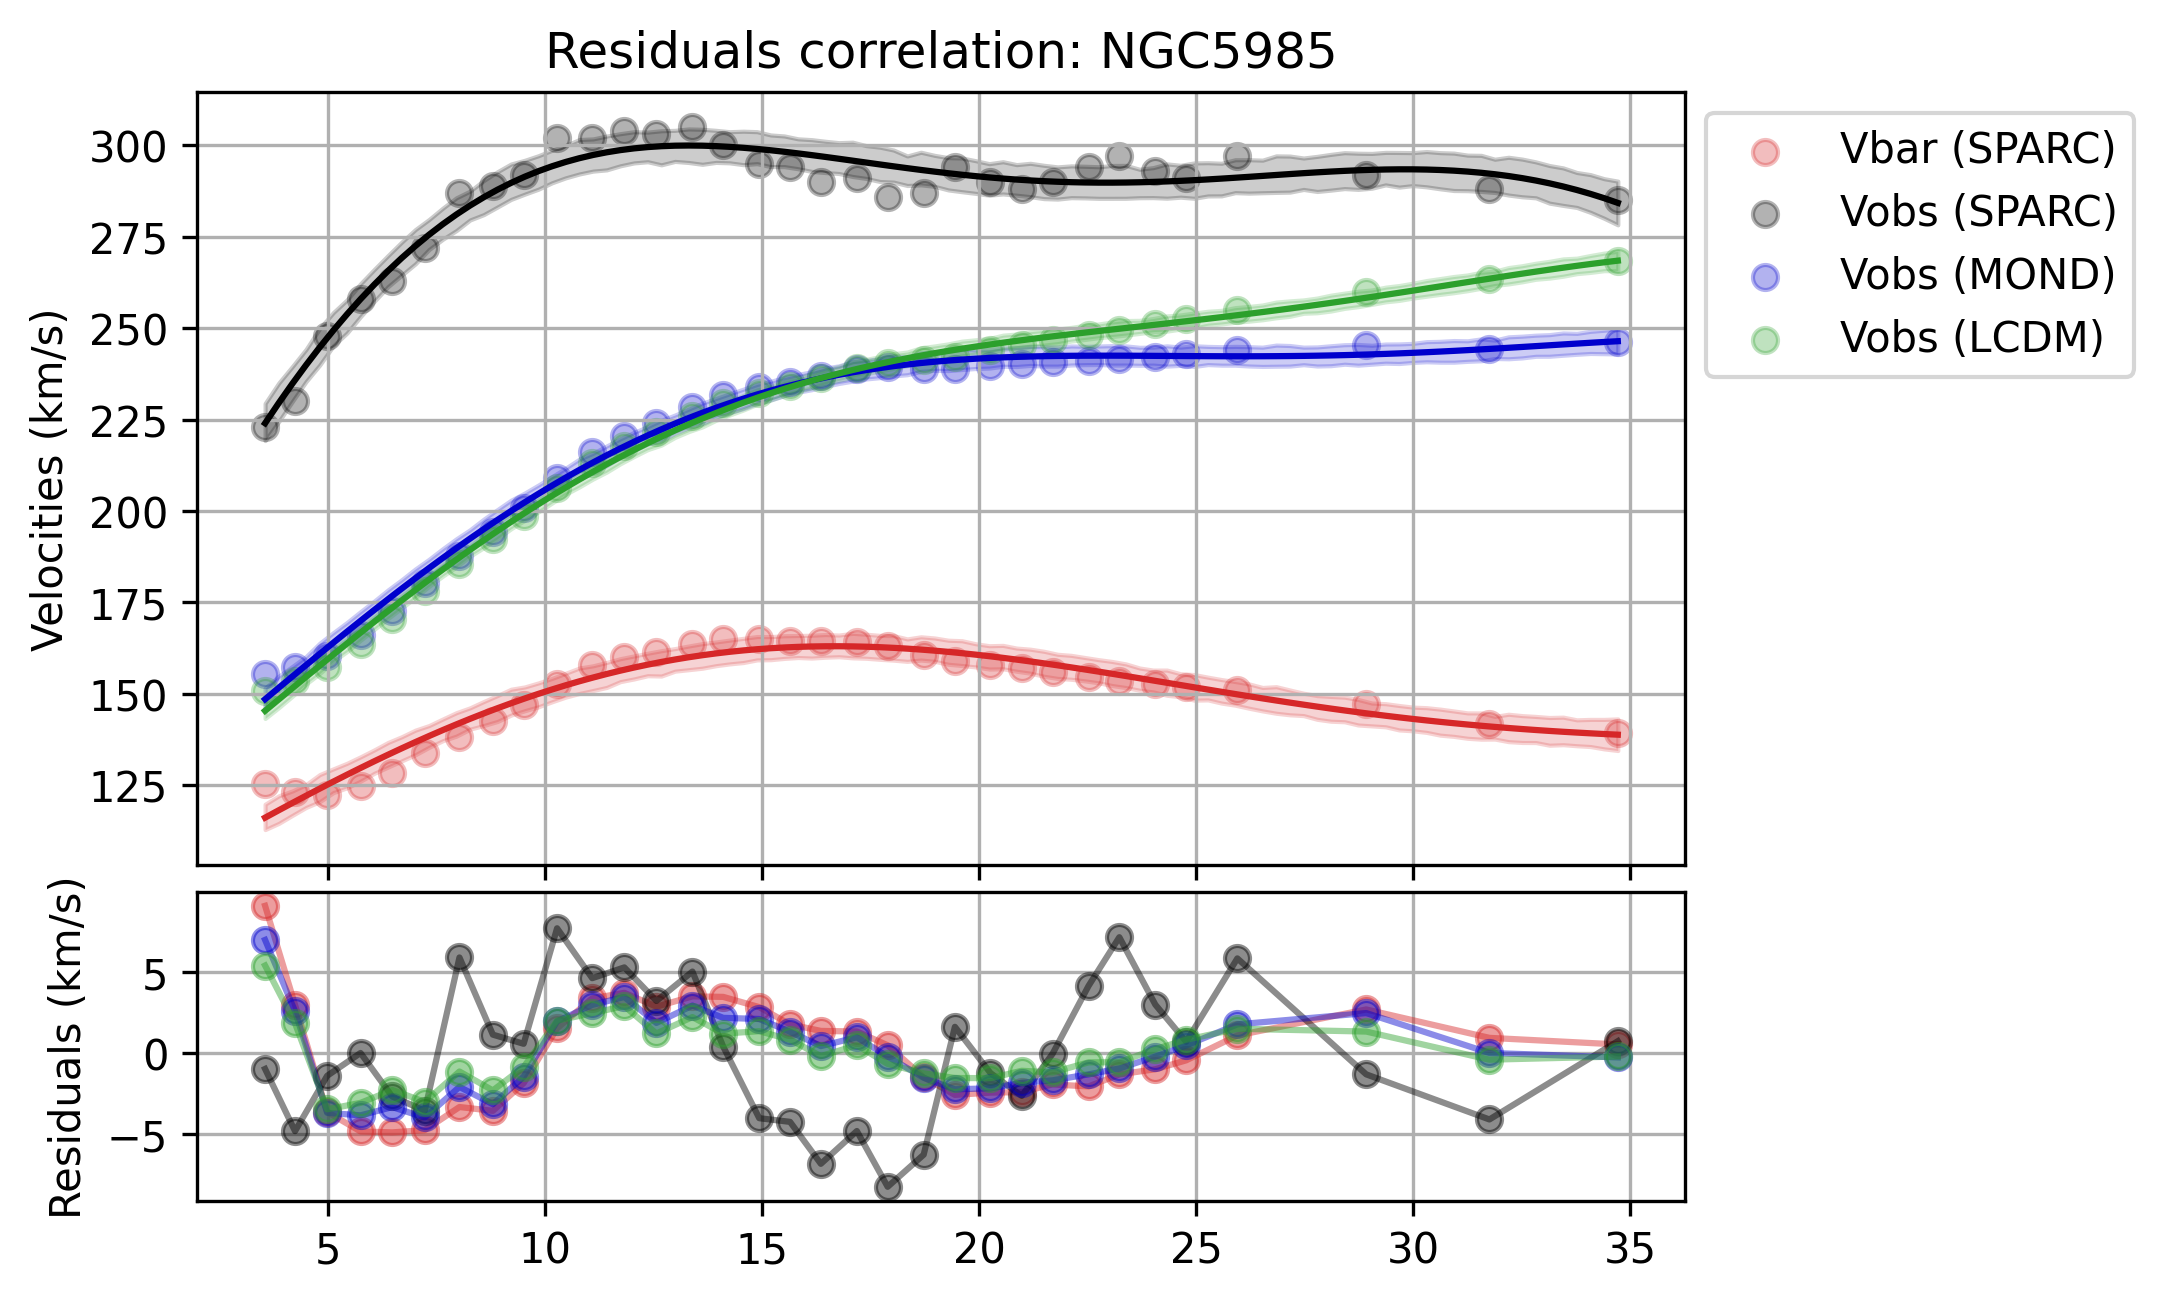 Residuals correlation: NGC5985
Velocities (km/s)
300
275
250
225
200
175
150
125
Vbar (SPARC)
Vobs (SPARC)
Vobs (MOND)
Vobs (LCDM)
Residuals (km/s)
5
0
−5
5 10 15 20 25 30 35